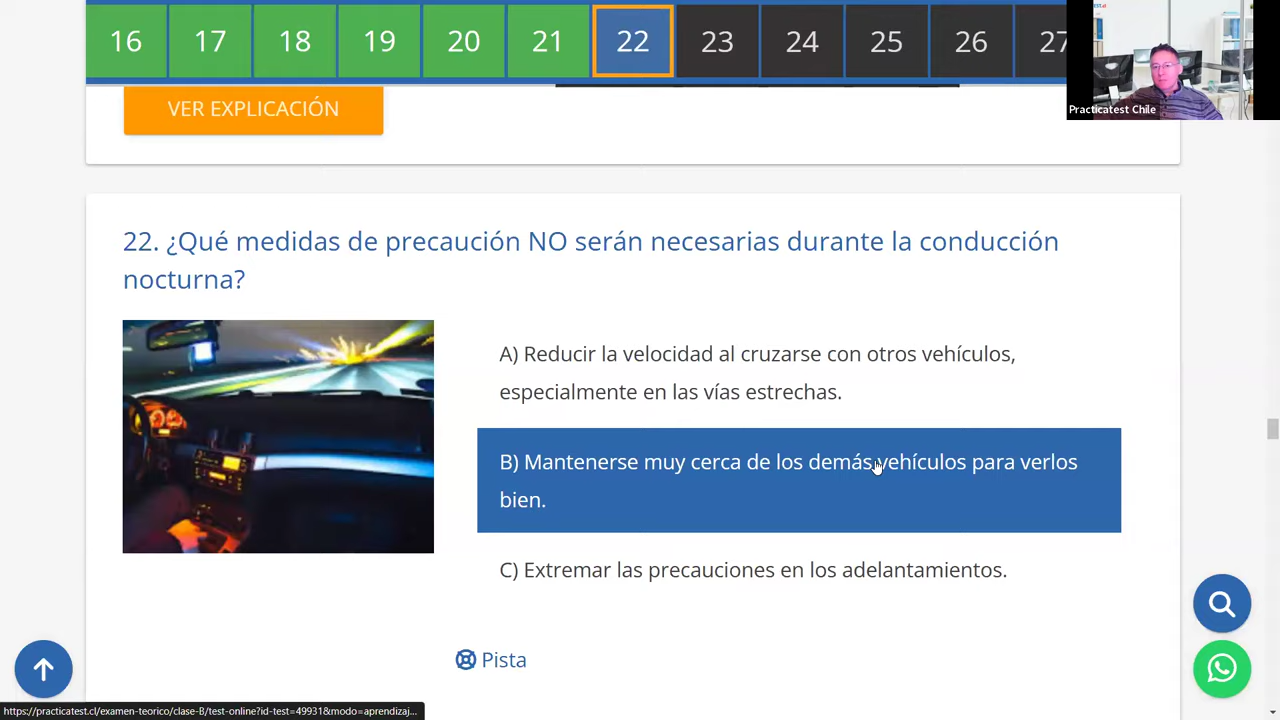 16 17 18 19 20 21 22 23 24 25 26 27
Practicatest Chile
VER EXPLICACIÓN
22. ¿Qué medidas de precaución NO serán necesarias durante la conducción
nocturna?
A) Reducir la velocidad al cruzarse con otros vehículos,
especialmente en las vías estrechas.
B) Mantenerse muy cerca de los demás vehículos para verlos
bien.
C) Extremar las precauciones en los adelantamientos.
Pista
https://practicatest.cl/examen-teorico/clase-B/test-online?id-test=49931&modo=aprendizaj...